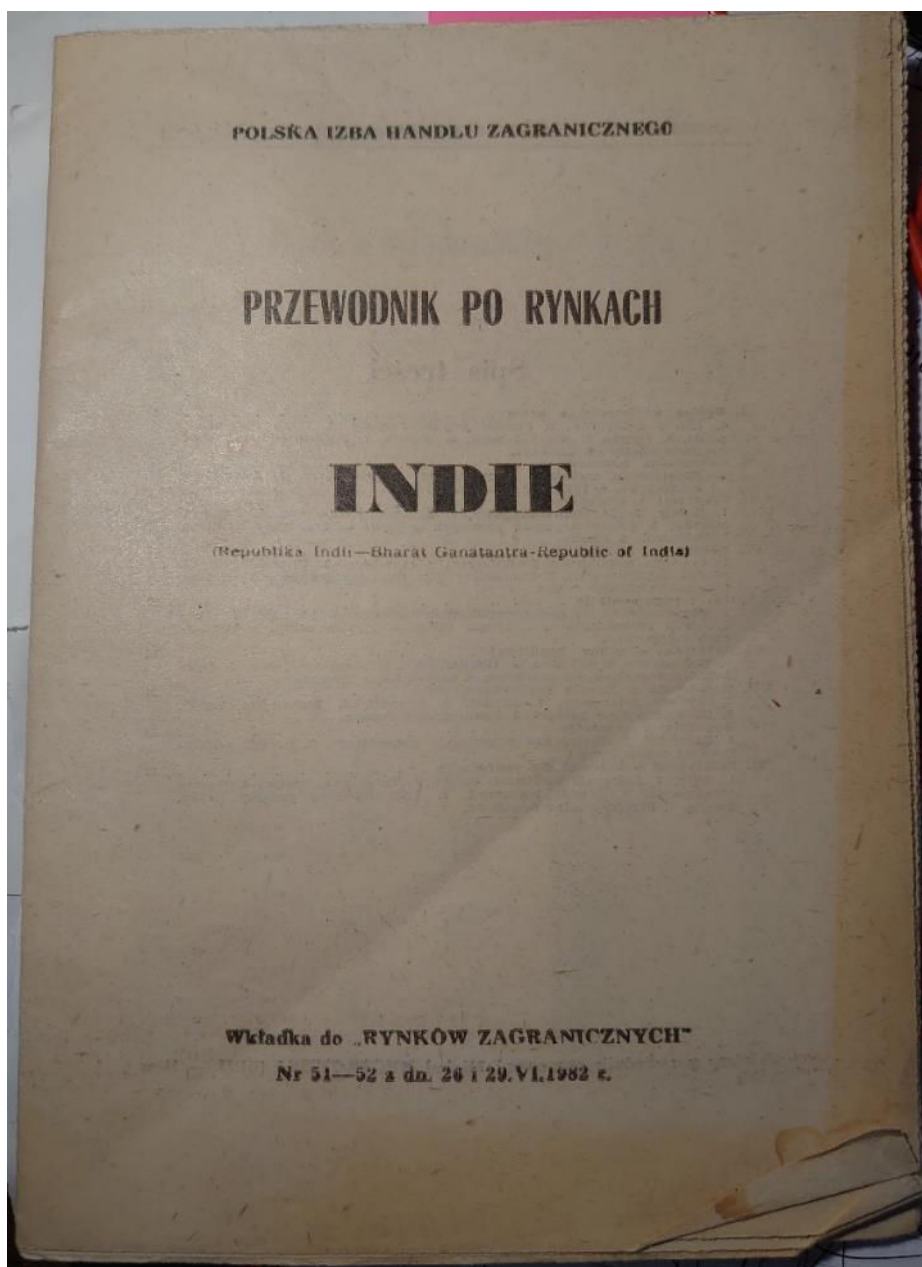 POLSKA IZBA HANDLU ZAGRANICZNEGO
PRZEWODNIK PO RYNKACH
INDIE
(Republika Indii—Bharat Ganatantra-Republic of India)
Wkładka do „RYNKÓW ZAGRANICZNYCH”
Nr 51—52 z dn. 26 i 29.VI.1982 r.